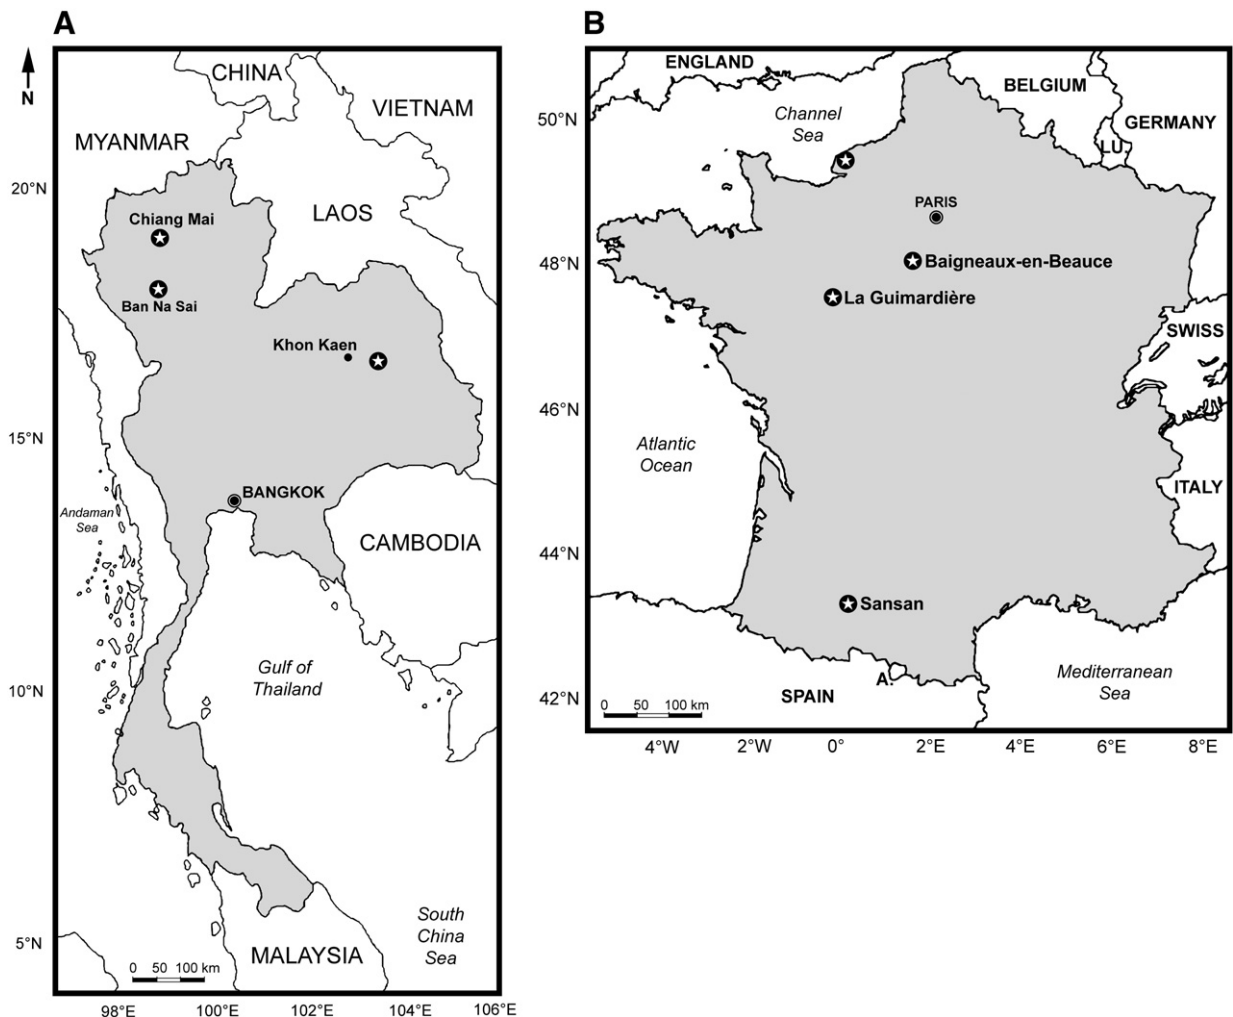 A
N
CHINA
VIETNAM
MYANMAR
20°N
LAOS
Chiang Mai
Ban Na Sai
Khon Kaen
15°N
BANGKOK
Andaman
Sea
CAMBODIA
Gulf of
Thailand
10°N
South
China
Sea
5°N
MALAYSIA
0 50 100 km
98°E 100°E 102°E 104°E 106°E
B
ENGLAND
BELGIUM
Channel
Sea
50°N
GERMANY
LU.
PARIS
Baigneaux-en-Beauce
48°N
La Guimardière
SWISS
46°N
Atlantic
Ocean
ITALY
44°N
Sansan
Mediterranean
Sea
A.
SPAIN
42°N
0 50 100 km
4°W 2°W 0° 2°E 4°E 6°E 8°E